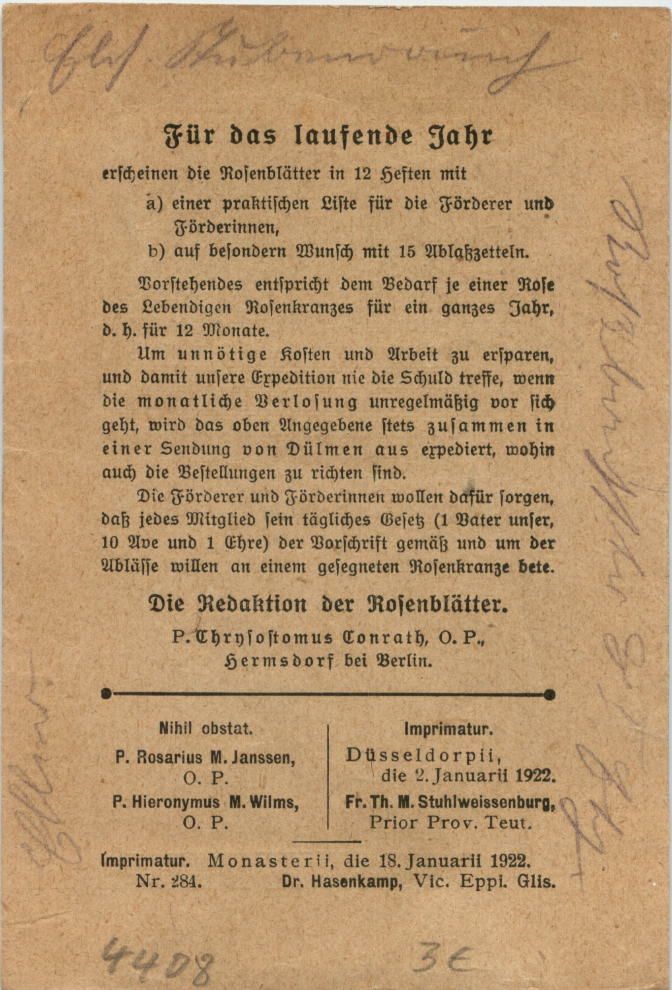 Für das laufende Jahr
erscheinen die Rosenblätter in 12 Heften mit
a) einer praktischen Liste für die Förderer und
Förderinnen,
b) auf besondern Wunsch mit 15 Ablaßzetteln.
Vorstehendes entspricht dem Bedarf je einer Rose
des Lebendigen Rosenkranzes für ein ganzes Jahr,
d. h. für 12 Monate.
Um unnötige Kosten und Arbeit zu ersparen,
und damit unsere Expedition nie die Schuld treffe, wenn
die monatliche Verlosung unregelmäßig vor sich
geht, wird das oben Angegebene stets zusammen in
einer Sendung von Dülmen aus expediert, wohin
auch die Bestellungen zu richten sind.
Die Förderer und Förderinnen wollen dafür sorgen,
daß jedes Mitglied sein tägliches Gesetz (1 Vater unser,
10 Ave und 1 Ehre) der Vorschrift gemäß und um der
Ablässe willen an einem gesegneten Rosenkranze bete.
Die Redaktion der Rosenblätter.
P. Chrysostomus Conrath, O. P.,
Hermsdorf bei Berlin.
Nihil obstat.
P. Rosarius M. Janssen,
O. P.
P. Hieronymus M. Wilms,
O. P.
Imprimatur.
Düsseldorpii,
die 2. Januarii 1922.
Fr. Th. M. Stuhlweissenburg,
Prior Prov. Teut.
Imprimatur. Monasterii, die 18. Januarii 1922.
Nr. 284. Dr. Hasenkamp, Vic. Eppi. Glis.
4408 3€